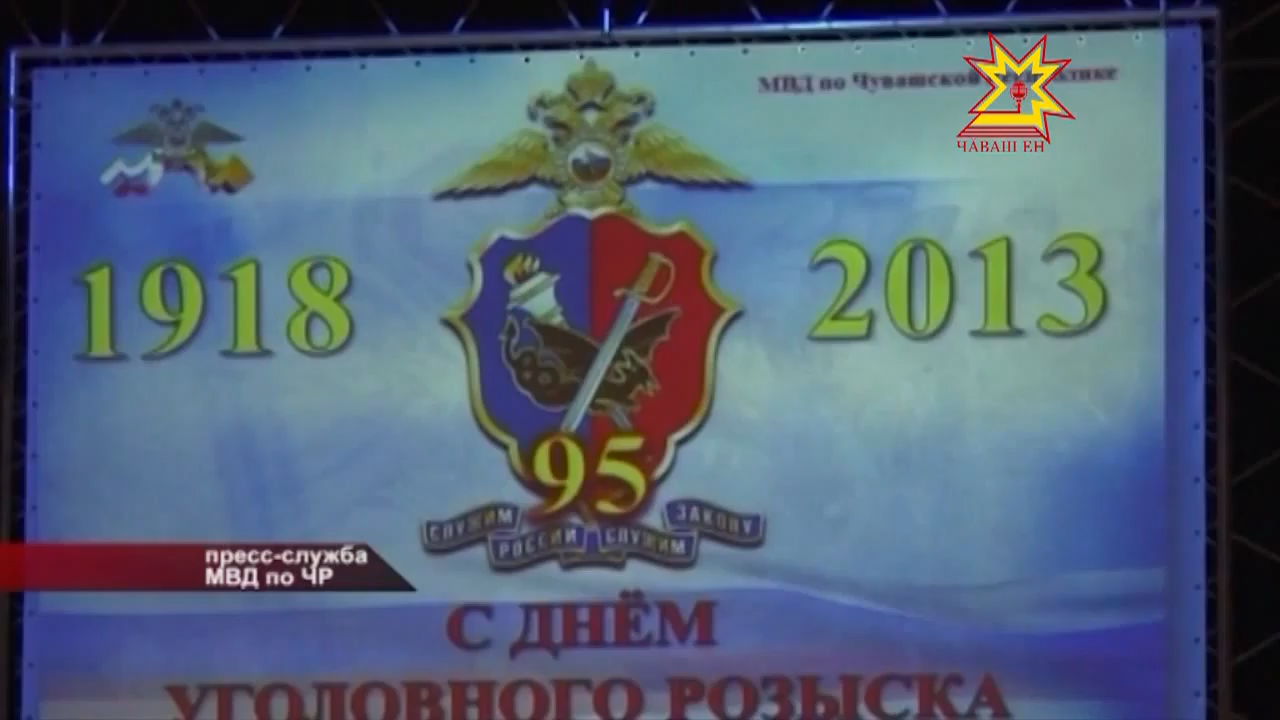 МВД по Чувашской
ЧӐВАШ ЕН
1918
2013
95
СЛУЖИМ РОССИИ СЛУЖИМ ЗАКОНУ
пресс-служба
МВД по ЧР
С ДНЁМ
УГОЛОВНОГО РОЗЫСКА